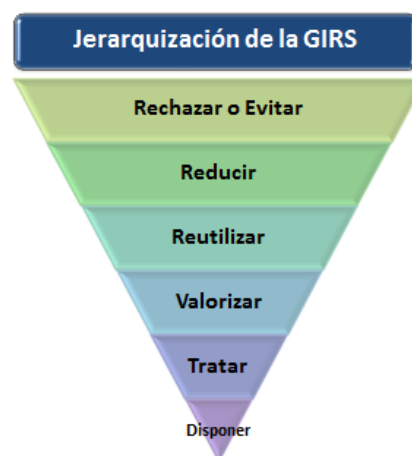 Jerarquización de la GIRS
Rechazar o Evitar
Reducir
Reutilizar
Valorizar
Tratar
Disponer